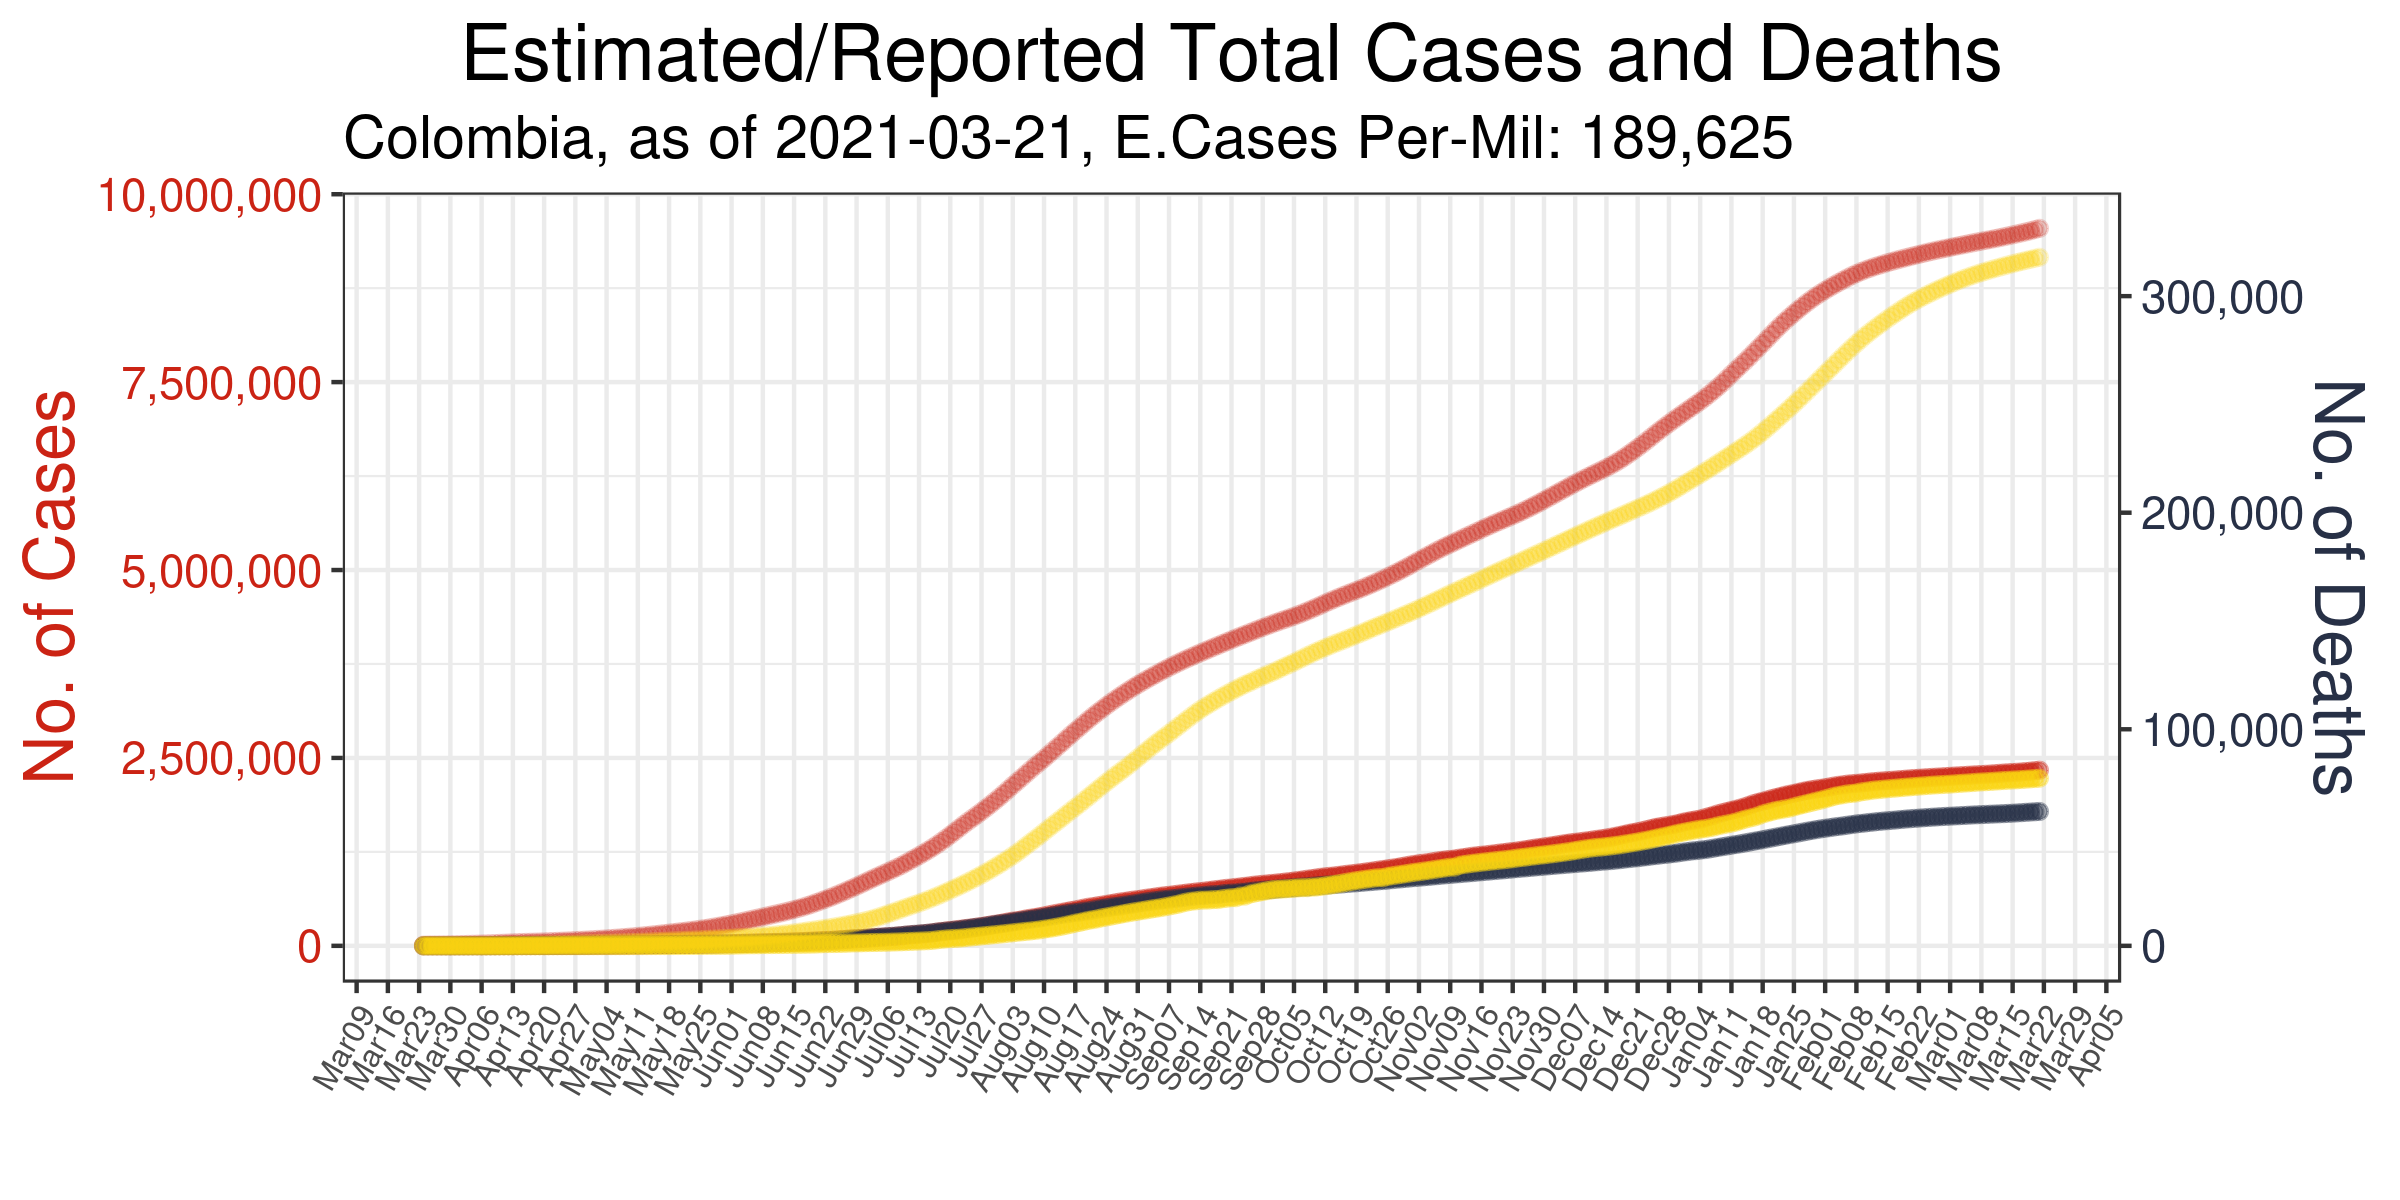 Estimated/Reported Total Cases and Deaths
Colombia, as of 2021-03-21, E.Cases Per-Mil: 189,625
No. of Cases
10,000,000
7,500,000
5,000,000
2,500,000
0
300,000
200,000
100,000
0
No. of Deaths
Mar09
Mar16
Mar23
Mar30
Apr06
Apr13
Apr20
Apr27
May04
May11
May18
May25
Jun01
Jun08
Jun15
Jun22
Jun29
Jul06
Jul13
Jul20
Jul27
Aug03
Aug10
Aug17
Aug24
Aug31
Sep07
Sep14
Sep21
Sep28
Oct05
Oct12
Oct19
Oct26
Nov02
Nov09
Nov16
Nov23
Nov30
Dec07
Dec14
Dec21
Dec28
Jan04
Jan11
Jan18
Jan25
Feb01
Feb08
Feb15
Feb22
Mar01
Mar08
Mar15
Mar22
Mar29
Apr05